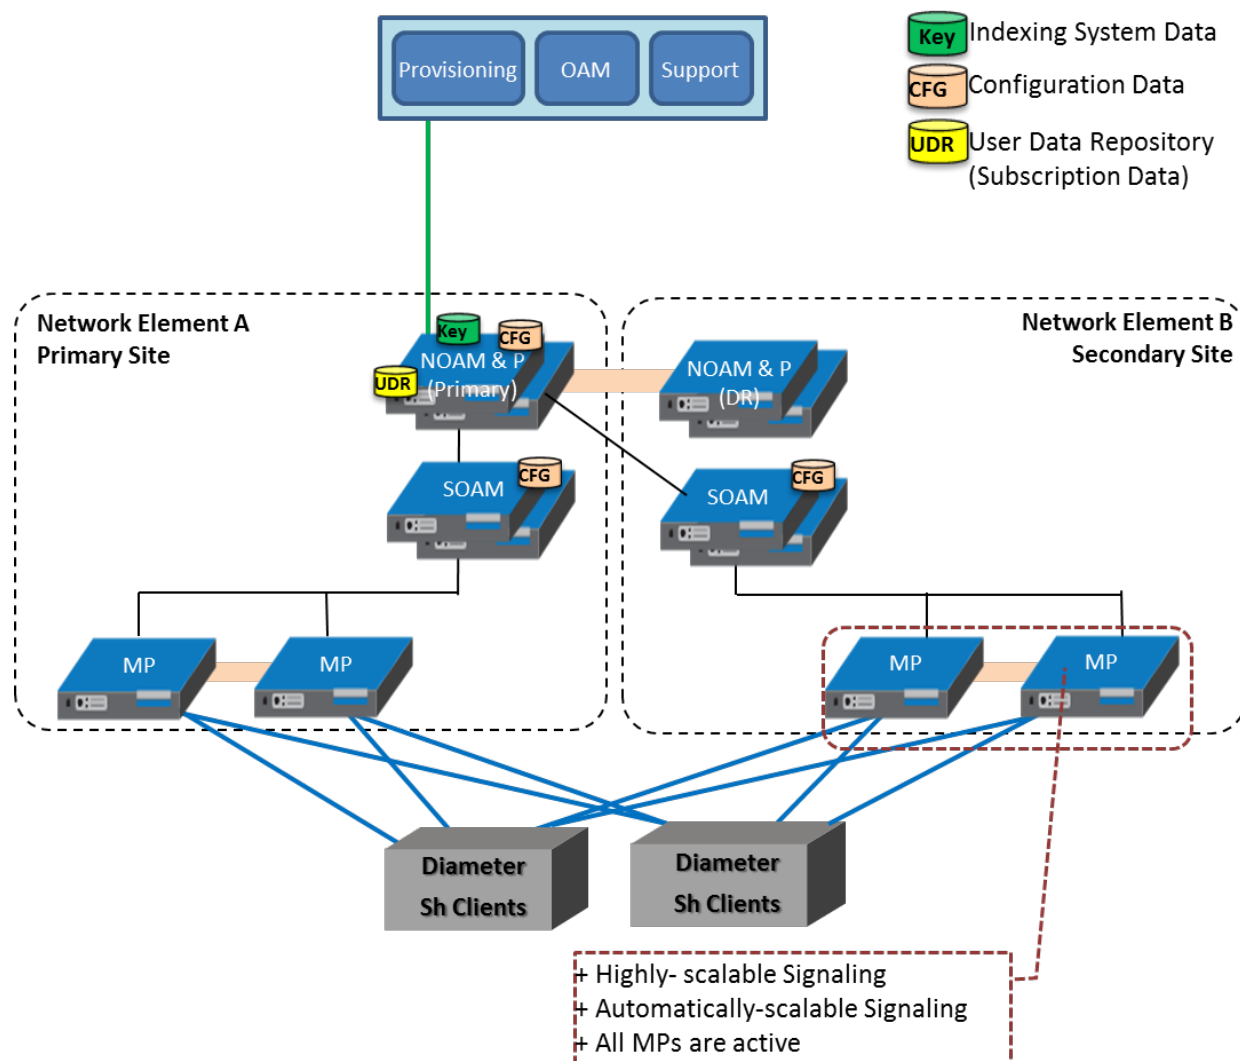 Provisioning
OAM
Support
Key
Indexing System Data
CFG
Configuration Data
UDR
User Data Repository
(Subscription Data)
Network Element A
Primary Site
Network Element B
Secondary Site
Key
CFG
NOAM & P
(Primary)
UDR
NOAM & P
(DR)
CFG
SOAM
CFG
SOAM
MP
MP
MP
MP
Diameter
Sh Clients
Diameter
Sh Clients
+ Highly- scalable Signaling
+ Automatically-scalable Signaling
+ All MPs are active